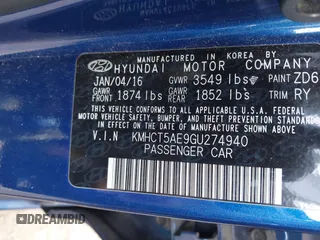 MANUFACTURED IN KOREA BY
HYUNDAI MOTOR COMPANY
JAN/04/16 GVWR 3549 lbs PAINT ZD6
GAWR FRONT 1874 lbs GAWR REAR 1852 lbs TRIM RY
THIS VEHICLE CONFORMS TO ALL APPLICABLE FEDERAL
MOTOR VEHICLE SAFETY, BUMPER,
& THEFT PREVENTION STANDARDS IN
EFFECT ON THE DATE OF MANUFACTURE
SHOWN ABOVE
V.I.N KMHCT5AE9GU274940
PASSENGER CAR
DREAMBID